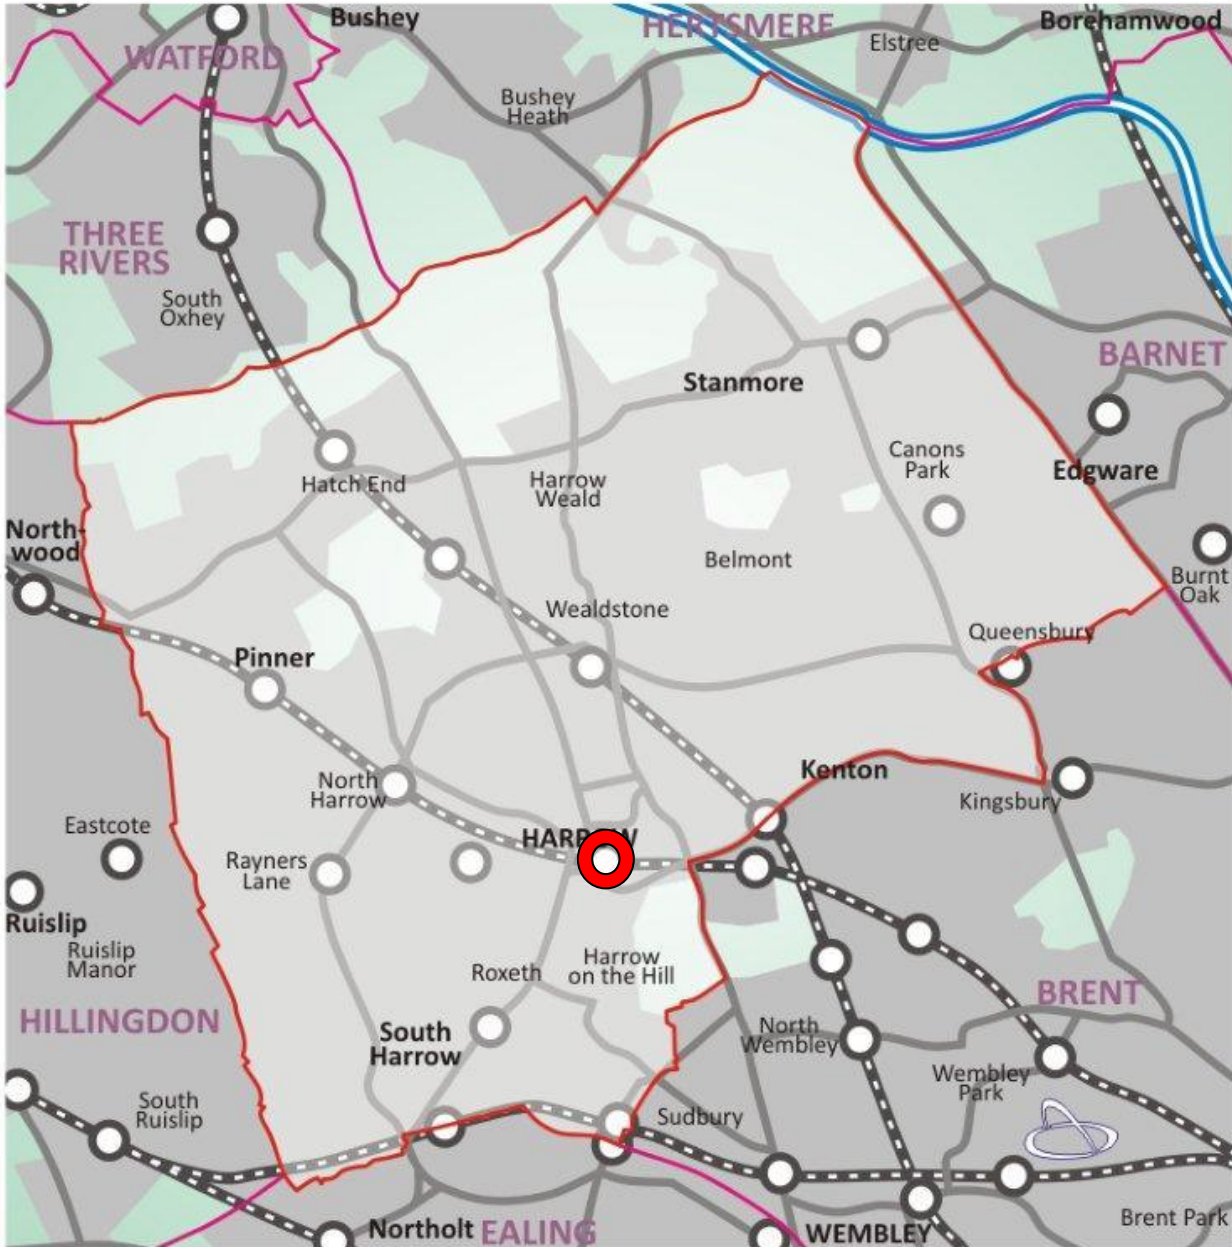 Bushey
HERTSMERE
Borehamwood
WATFORD
Elstree
Bushey
Heath
THREE
RIVERS
South
Oxhey
BARNET
Stanmore
Canons
Park
Edgware
Hatch End
Harrow
Weald
North-
wood
Belmont
Burnt
Oak
Wealdstone
Queensbury
Pinner
North
Harrow
Kenton
Kingsbury
Eastcote
HARROW
Rayners
Lane
Ruislip
Ruislip
Manor
Roxeth
Harrow
on the Hill
HILLINGDON
BRENT
South
Harrow
North
Wembley
Wembley
Park
South
Ruislip
Sudbury
Northolt
EALING
WEMBLEY
Brent Park